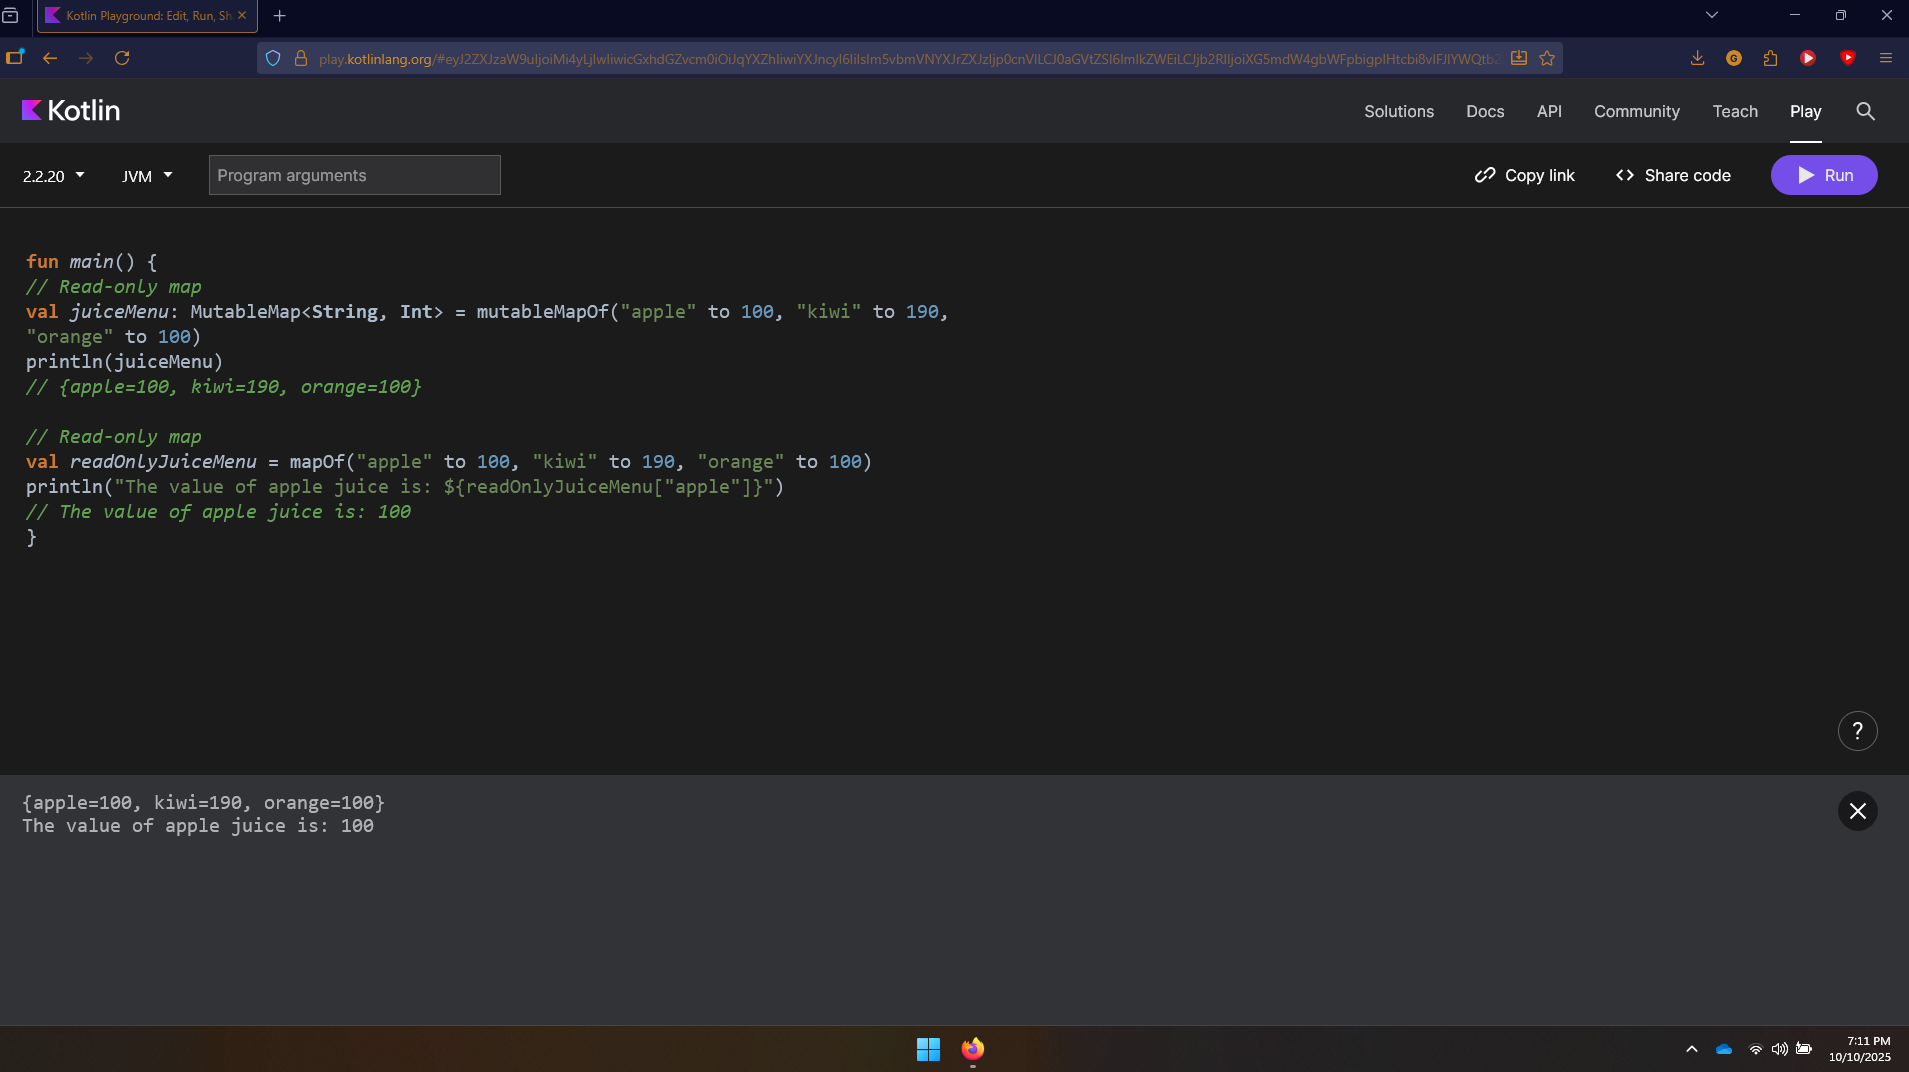 Kotlin Playground: Edit, Run, Sh
Kotlin
Solutions
Docs
API
Community
Teach
Play
2.2.20
JVM
Program arguments
Copy link
<> Share code
Run
fun main() {
// Read-only map
val juiceMenu: MutableMap<String, Int> = mutableMapOf("apple" to 100, "kiwi" to 190,
"orange" to 100)
println(juiceMenu)
// {apple=100, kiwi=190, orange=100}
// Read-only map
val readOnlyJuiceMenu = mapOf("apple" to 100, "kiwi" to 190, "orange" to 100)
println("The value of apple juice is: ${readOnlyJuiceMenu["apple"]}")
// The value of apple juice is: 100
}
?
{apple=100, kiwi=190, orange=100}
The value of apple juice is: 100
7:11 PM
10/10/2025